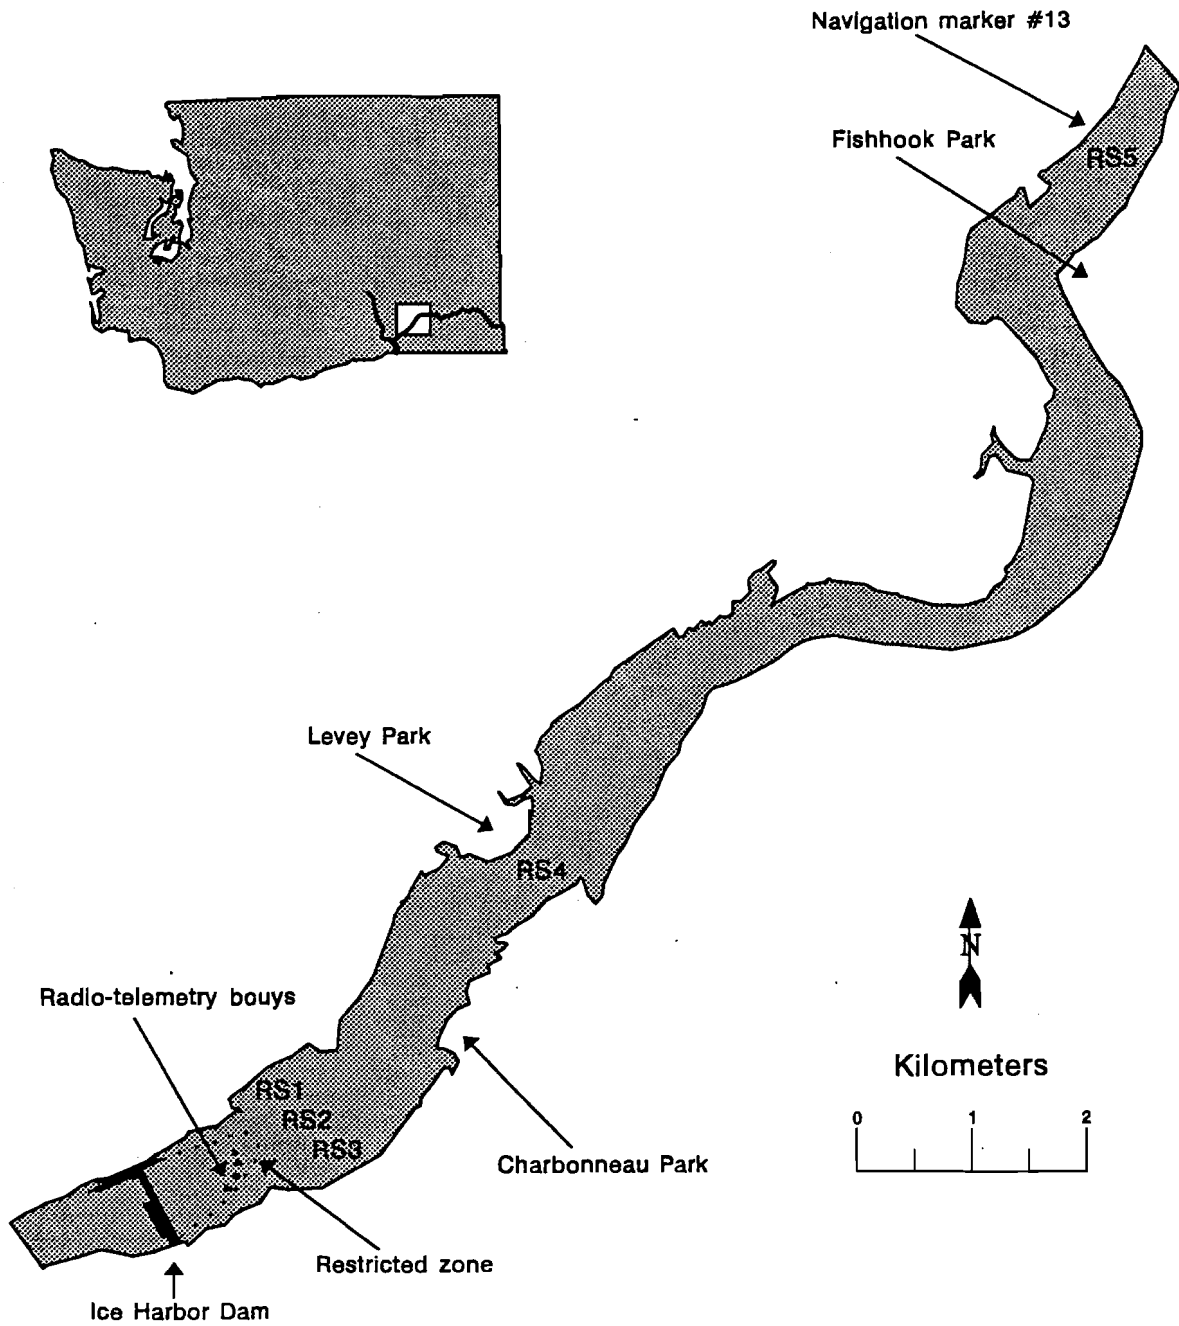 Navigation marker #13
Fishhook Park
RS5
Levey Park
RS4
N
Radio-telemetry bouys
Kilometers
RS1
0 1 2
RS2
RS3
Charbonneau Park
Restricted zone
Ice Harbor Dam